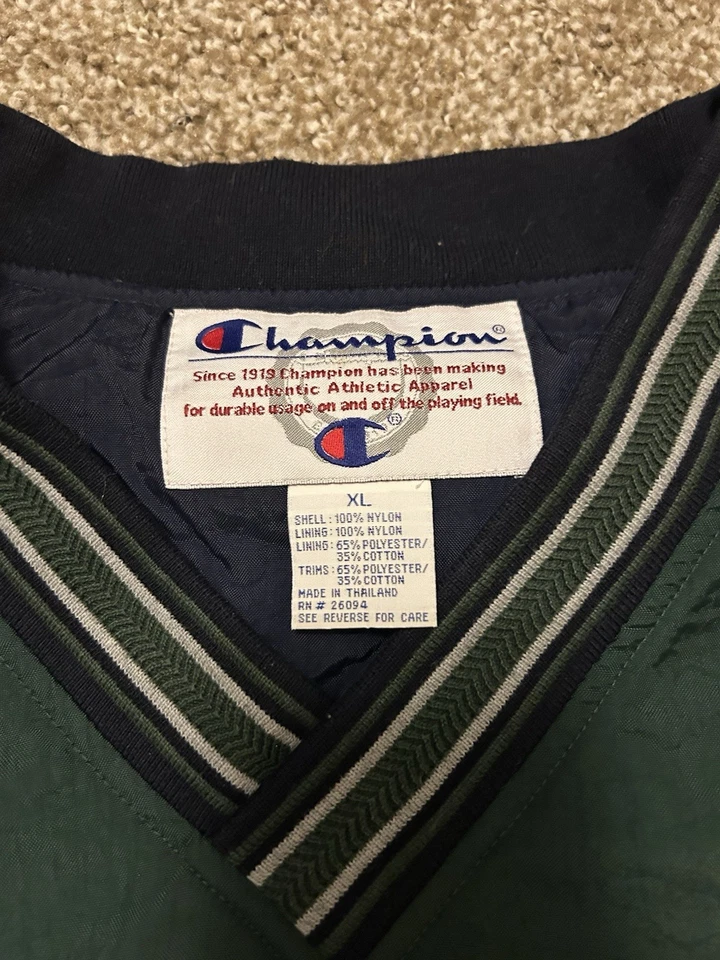 Champion®
Since 1919 Champion has been making
Authentic Athletic Apparel
for durable usage on and off the playing field.
C®
XL
SHELL: 100% NYLON
LINING: 100% NYLON
LINING: 65% POLYESTER/
35% COTTON
TRIMS: 65% POLYESTER/
35% COTTON
MADE IN THAILAND
RN # 26094
SEE REVERSE FOR CARE